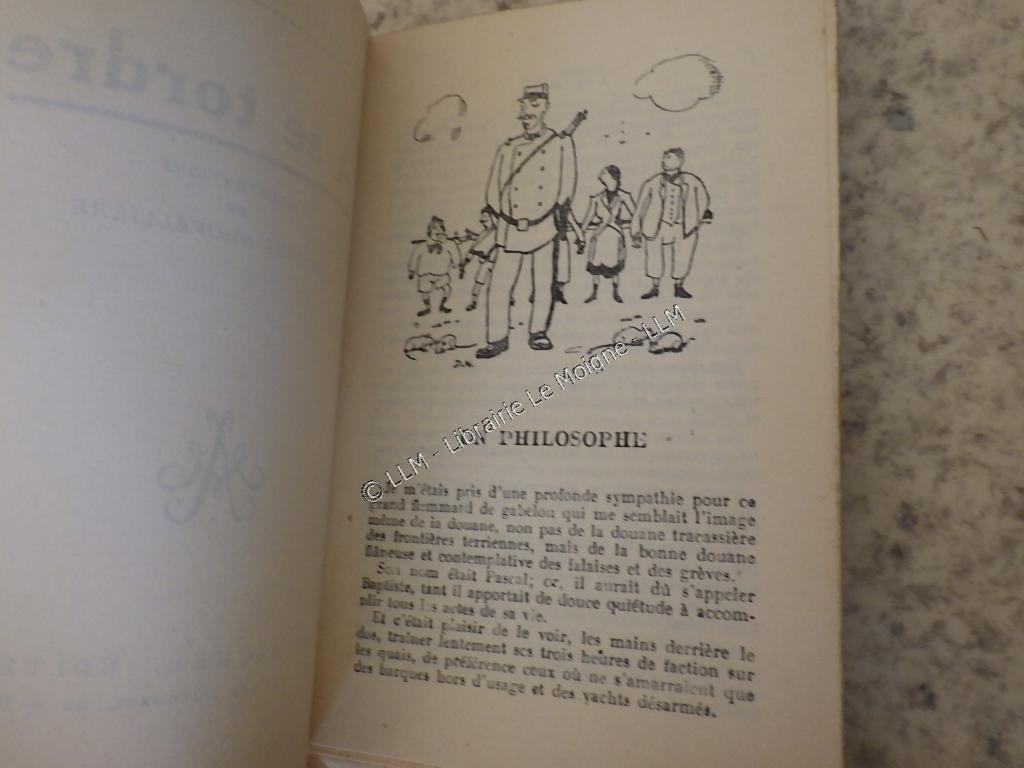 se tordre
© LLM - Librairie Le Moigne - LLM
UN PHILOSOPHE
Je m'étais pris d'une profonde sympathie pour ce
grand flemmard de gabelou qui me semblait l'image
même de la douane, non pas de la douane tracassière
des frontières terriennes, mais de la bonne douane
flâneuse et contemplative des falaises et des grèves.
Son nom était Pascal; or, il aurait dû s'appeler
Baptiste, tant il apportait de douce quiétude à accom-
plir tous les actes de sa vie.
Et c'était plaisir de le voir, les mains derrière le
dos, traîner lentement ses trois heures de faction sur
les quais, de préférence ceux où ne s'amarraient que
des barques hors d'usage et des yachts désarmés.